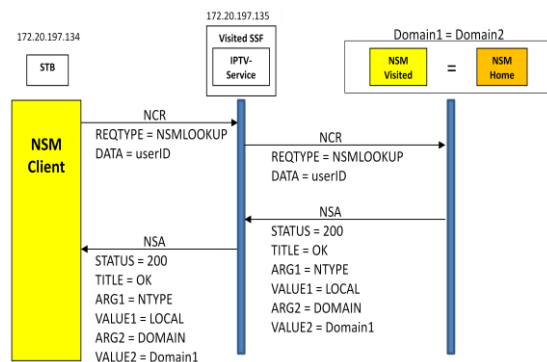 172.20.197.135
172.20.197.134
Visited SSF
Domain1 = Domain2
STB
IPTV-
Service
NSM
Visited
=
NSM
Home
NSM
Client
NCR
REQTYPE = NSMLOOKUP
DATA = userID
NCR
REQTYPE = NSMLOOKUP
DATA = userID
NSA
STATUS = 200
TITLE = OK
ARG1 = NTYPE
VALUE1 = LOCAL
ARG2 = DOMAIN
VALUE2 = Domain1
NSA
STATUS = 200
TITLE = OK
ARG1 = NTYPE
VALUE1 = LOCAL
ARG2 = DOMAIN
VALUE2 = Domain1